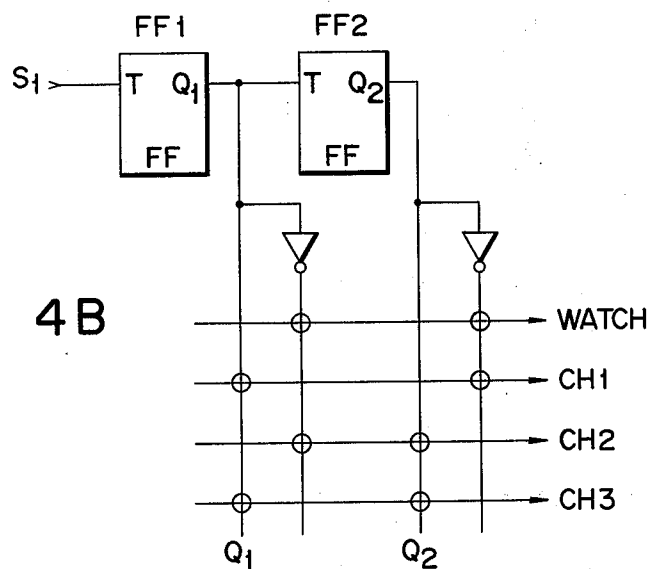 FF1 FF2
S1 T Q1 T Q2
FF FF
4B
WATCH
CH1
CH2
CH3
Q1 Q2